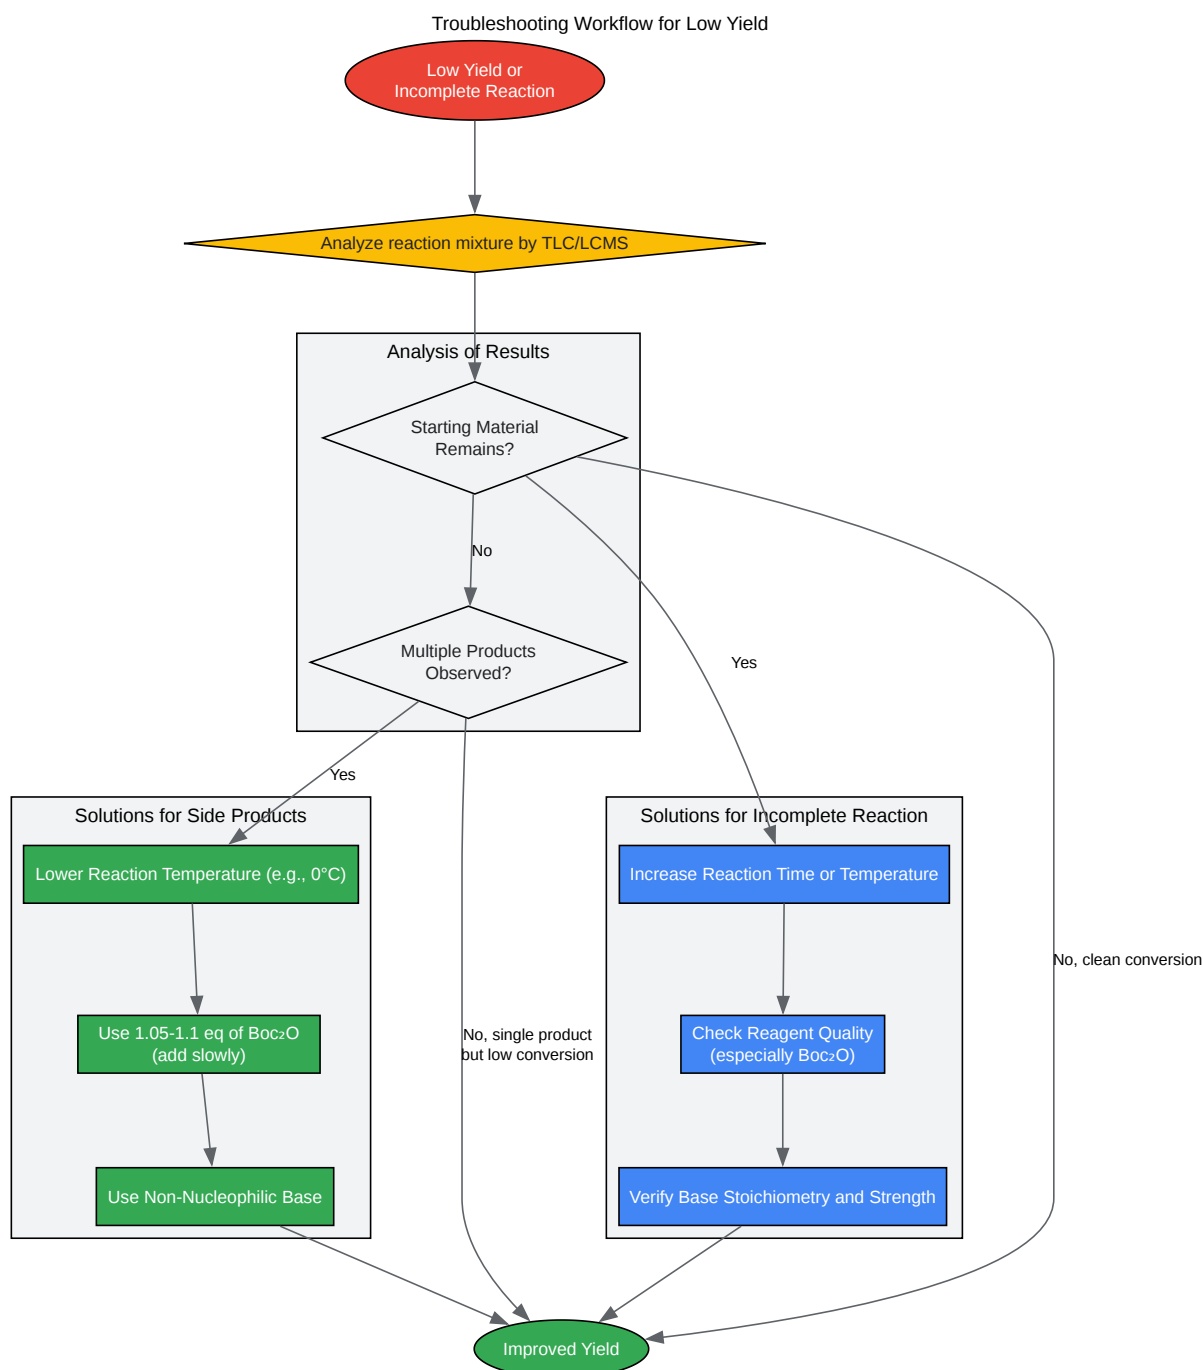 Troubleshooting Workflow for Low Yield
Low Yield or
Incomplete Reaction
Analyze reaction mixture by TLC/LCMS
Analysis of Results
Starting Material
Remains?
No
Multiple Products
Observed?
Yes
Yes
Solutions for Side Products
Solutions for Incomplete Reaction
Lower Reaction Temperature (e.g., 0°C)
Increase Reaction Time or Temperature
No, clean conversion
Use 1.05-1.1 eq of Boc₂O
(add slowly)
No, single product
but low conversion
Check Reagent Quality
(especially Boc₂O)
Use Non-Nucleophilic Base
Verify Base Stoichiometry and Strength
Improved Yield